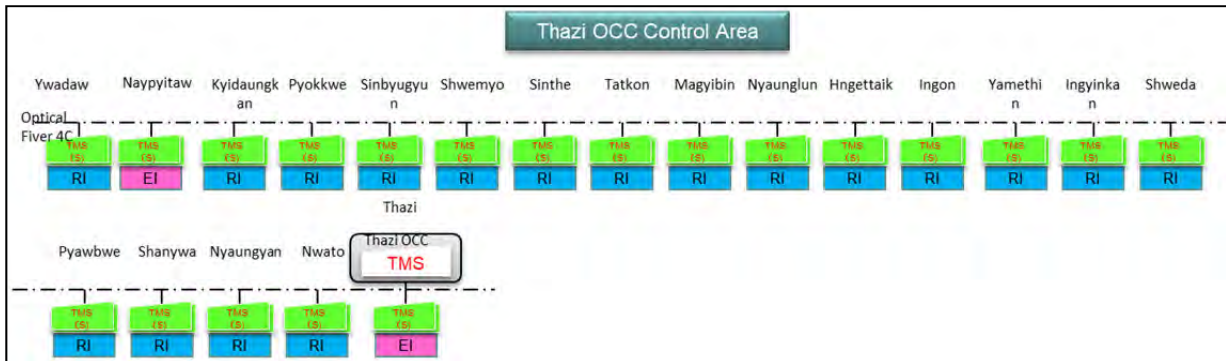 Thazi OCC Control Area
Ywadaw Naypyitaw Kyidaungk Pyokkwe Sinbyugyu Shwemyo Sinthe Tatkon Magyibin Nyaunglun Hngettaik Ingon Yamethi Ingyinka Shweda
an n n n
Optical
Fiver 4C
TMS TMS TMS TMS TMS TMS TMS TMS TMS TMS TMS TMS TMS TMS TMS
(S) (S) (S) (S) (S) (S) (S) (S) (S) (S) (S) (S) (S) (S) (S)
RI EI RI RI RI RI RI RI RI RI RI RI RI RI RI
Thazi
Pyawbwe Shanywa Nyaungyan Nwato Thazi OCC
TMS
TMS TMS TMS TMS TMS
(S) (S) (S) (S) (S)
RI RI RI RI EI